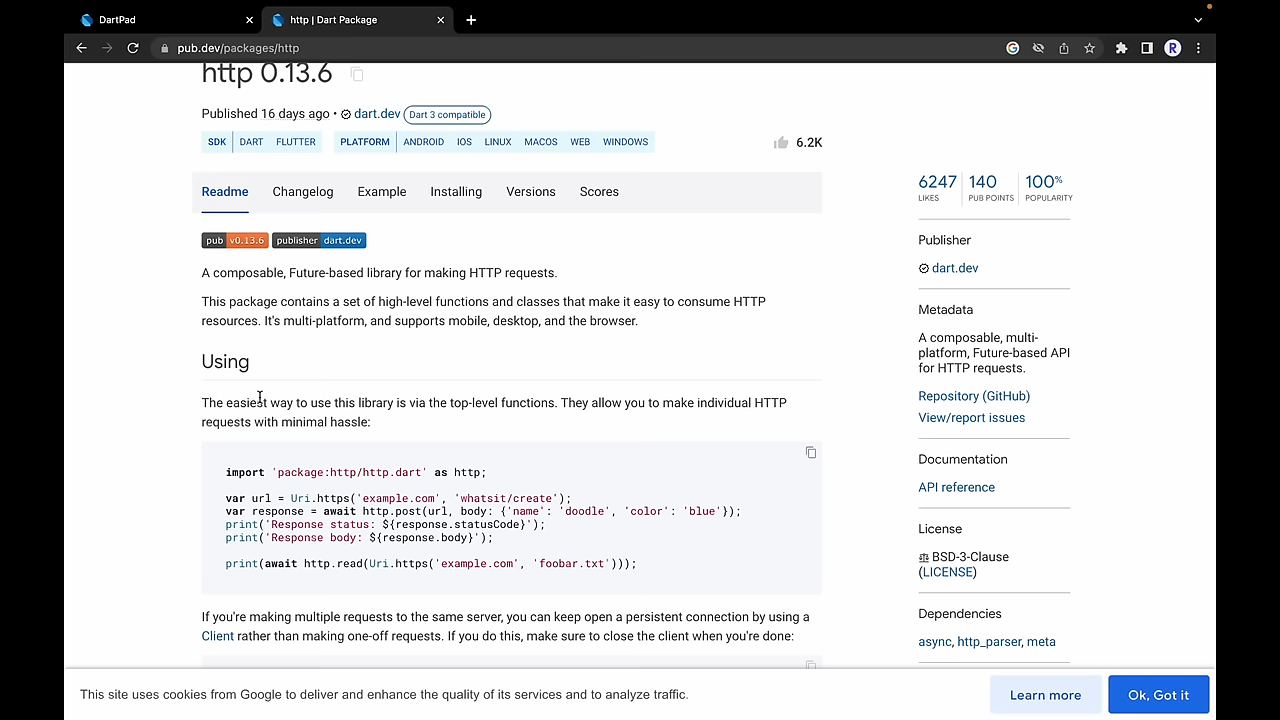 DartPad
http | Dart Package
pub.dev/packages/http
R
http 0.13.6
Published 16 days ago • dart.dev Dart 3 compatible
SDK DART FLUTTER PLATFORM ANDROID IOS LINUX MACOS WEB WINDOWS
6.2K
Readme Changelog Example Installing Versions Scores
pub v0.13.6 publisher dart.dev
A composable, Future-based library for making HTTP requests.
This package contains a set of high-level functions and classes that make it easy to consume HTTP
resources. It's multi-platform, and supports mobile, desktop, and the browser.
Using
The easiest way to use this library is via the top-level functions. They allow you to make individual HTTP
requests with minimal hassle:
import 'package:http/http.dart' as http;
var url = Uri.https('example.com', 'whatsit/create');
var response = await http.post(url, body: {'name': 'doodle', 'color': 'blue'});
print('Response status: ${response.statusCode}');
print('Response body: ${response.body}');
print(await http.read(Uri.https('example.com', 'foobar.txt')));
If you're making multiple requests to the same server, you can keep open a persistent connection by using a
Client rather than making one-off requests. If you do this, make sure to close the client when you're done:
6247 140 100%
LIKES PUB POINTS POPULARITY
Publisher
dart.dev
Metadata
A composable, multi-
platform, Future-based API
for HTTP requests.
Repository (GitHub)
View/report issues
Documentation
API reference
License
BSD-3-Clause
(LICENSE)
Dependencies
async, http_parser, meta
This site uses cookies from Google to deliver and enhance the quality of its services and to analyze traffic.
Learn more
Ok, Got it